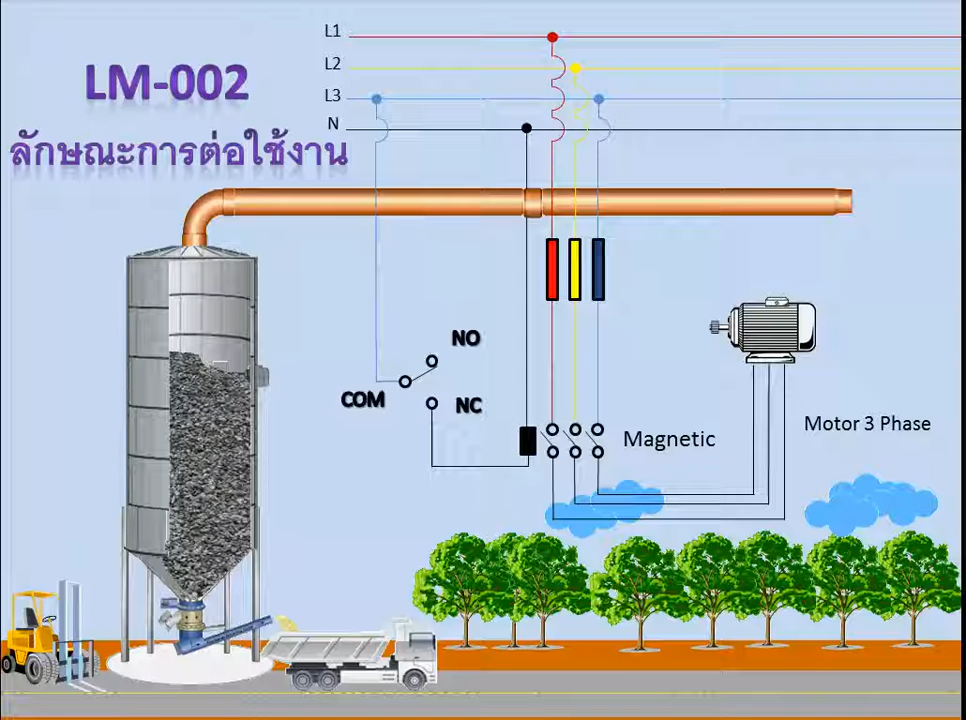 L1
L2
L3
N
LM-002
ลักษณะการต่อใช้งาน
NO
COM
NC
Magnetic
Motor 3 Phase